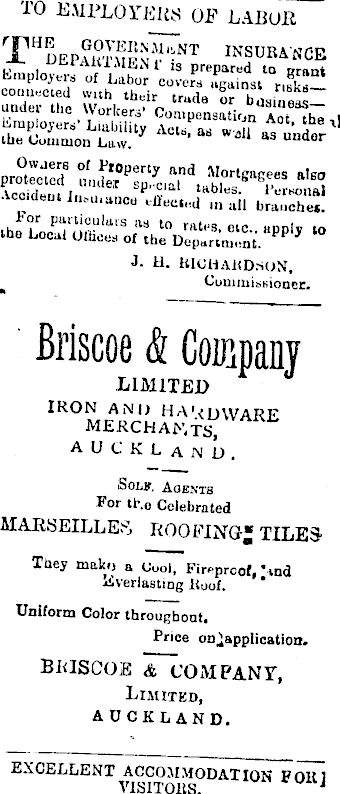 TO EMPLOYERS OF LABOR
THE GOVERNMENT INSURANCE
DEPARTMENT is prepared to grant
Employers of Labor covers against risks—
connected with their trade or business—
under the Workers' Compensation Act, the
Employers' Liability Acts, as well as under
the Common Law.
Owners of Property and Mortgagees also
protected under special tables. Personal
Accident Insurance effected in all branches.
For particulars as to rates, etc., apply to
the Local Offices of the Department.
J. H. RICHARDSON,
Commissioner.
Briscoe & Company
LIMITED
IRON AND HARDWARE
MERCHANTS,
AUCKLAND.
SOLE AGENTS
For the Celebrated
MARSEILLES ROOFING TILES
They make a Cool, Fireproof, and
Everlasting Roof.
Uniform Color throughout.
Price on application.
BRISCOE & COMPANY,
LIMITED,
AUCKLAND.
EXCELLENT ACCOMMODATION FOR
VISITORS.